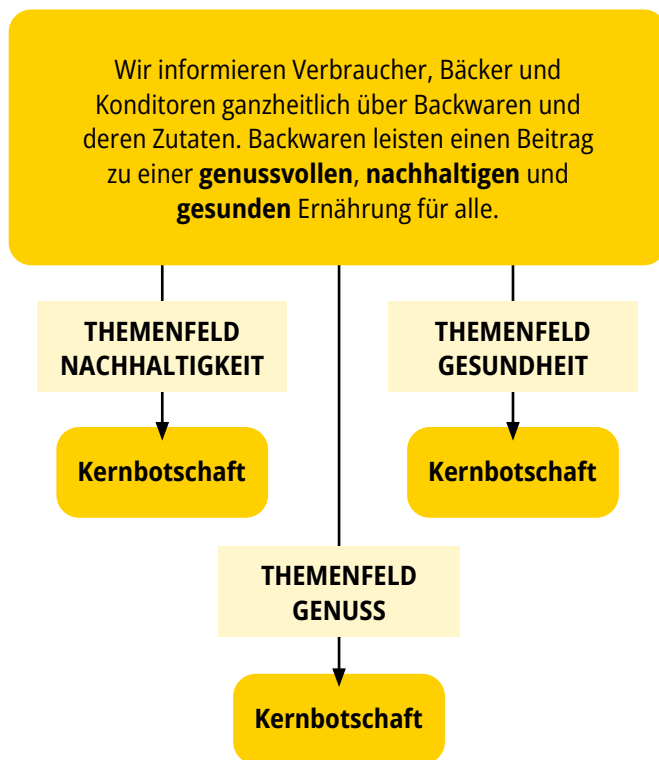 Wir informieren Verbraucher, Bäcker und
Konditoren ganzheitlich über Backwaren und
deren Zutaten. Backwaren leisten einen Beitrag
zu einer genussvollen, nachhaltigen und
gesunden Ernährung für alle.
THEMENFELD
NACHHALTIGKEIT
THEMENFELD
GESUNDHEIT
Kernbotschaft
Kernbotschaft
THEMENFELD
GENUSS
Kernbotschaft